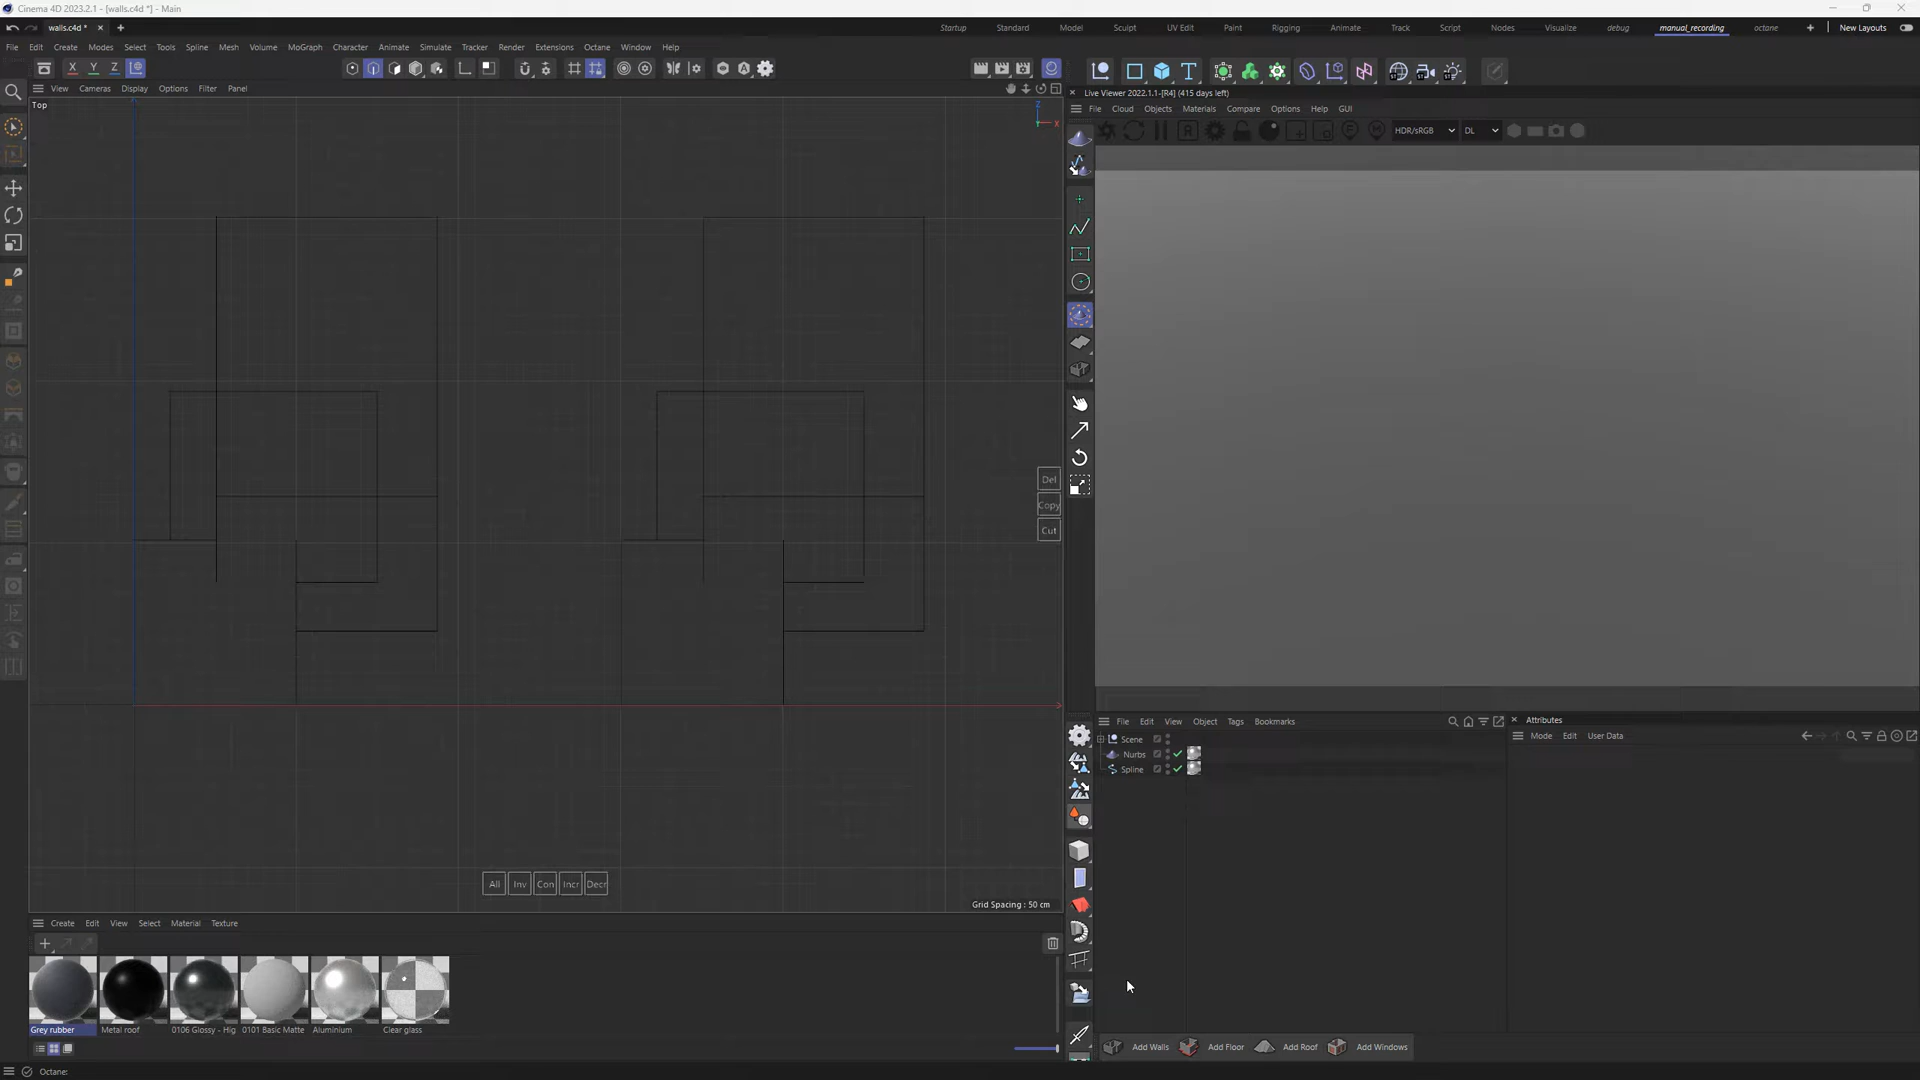 Cinema 4D 2023.2.1 - [walls.c4d *] - Main
walls.c4d *
Startup Standard Model Sculpt UV Edit Paint Rigging Animate Track Script Nodes Visualize debug manual_recording octane New Layouts
File Edit Create Modes Select Tools Spline Mesh Volume MoGraph Character Animate Simulate Tracker Render Extensions Octane Window Help
X Y Z
View Cameras Display Options Filter Panel
Top
Z
X
Live Viewer 2022.1.1-[R4] (415 days left)
File Cloud Objects Materials Compare Options Help GUI
HDR/sRGB DL
Del
Copy
Cut
All Inv Con Incr Decr
Grid Spacing : 50 cm
File Edit View Object Tags Bookmarks
Scene
Nurbs
Spline
Attributes
Mode Edit User Data
Create Edit View Select Material Texture
Grey rubber Metal roof 0106 Glossy - Hig 0101 Basic Matte Aluminium Clear glass
Add Walls Add Floor Add Roof Add Windows
Octane: